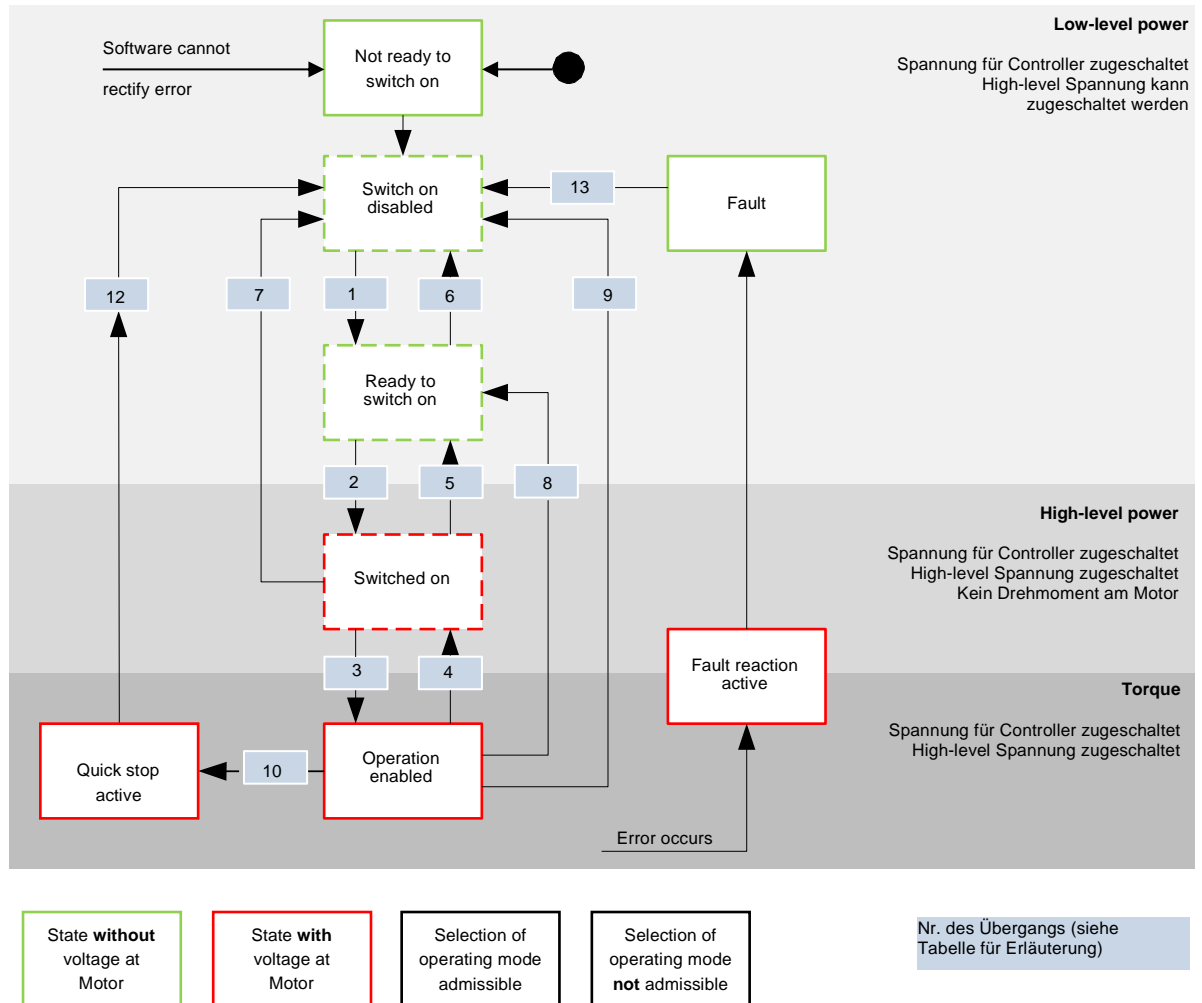 Low-level power
Spannung für Controller zugeschaltet
High-level Spannung kann
zugeschaltet werden
Software cannot
rectify error
Not ready to
switch on
Switch on
disabled
13
Fault
12
7
1
6
9
Ready to
switch on
2
5
8
High-level power
Spannung für Controller zugeschaltet
High-level Spannung zugeschaltet
Kein Drehmoment am Motor
Switched on
3
4
Fault reaction
active
Torque
Spannung für Controller zugeschaltet
High-level Spannung zugeschaltet
Quick stop
active
10
Operation
enabled
Error occurs
State without
voltage at
Motor
State with
voltage at
Motor
Selection of
operating mode
admissible
Selection of
operating mode
not admissible
Nr. des Übergangs (siehe
Tabelle für Erläuterung)